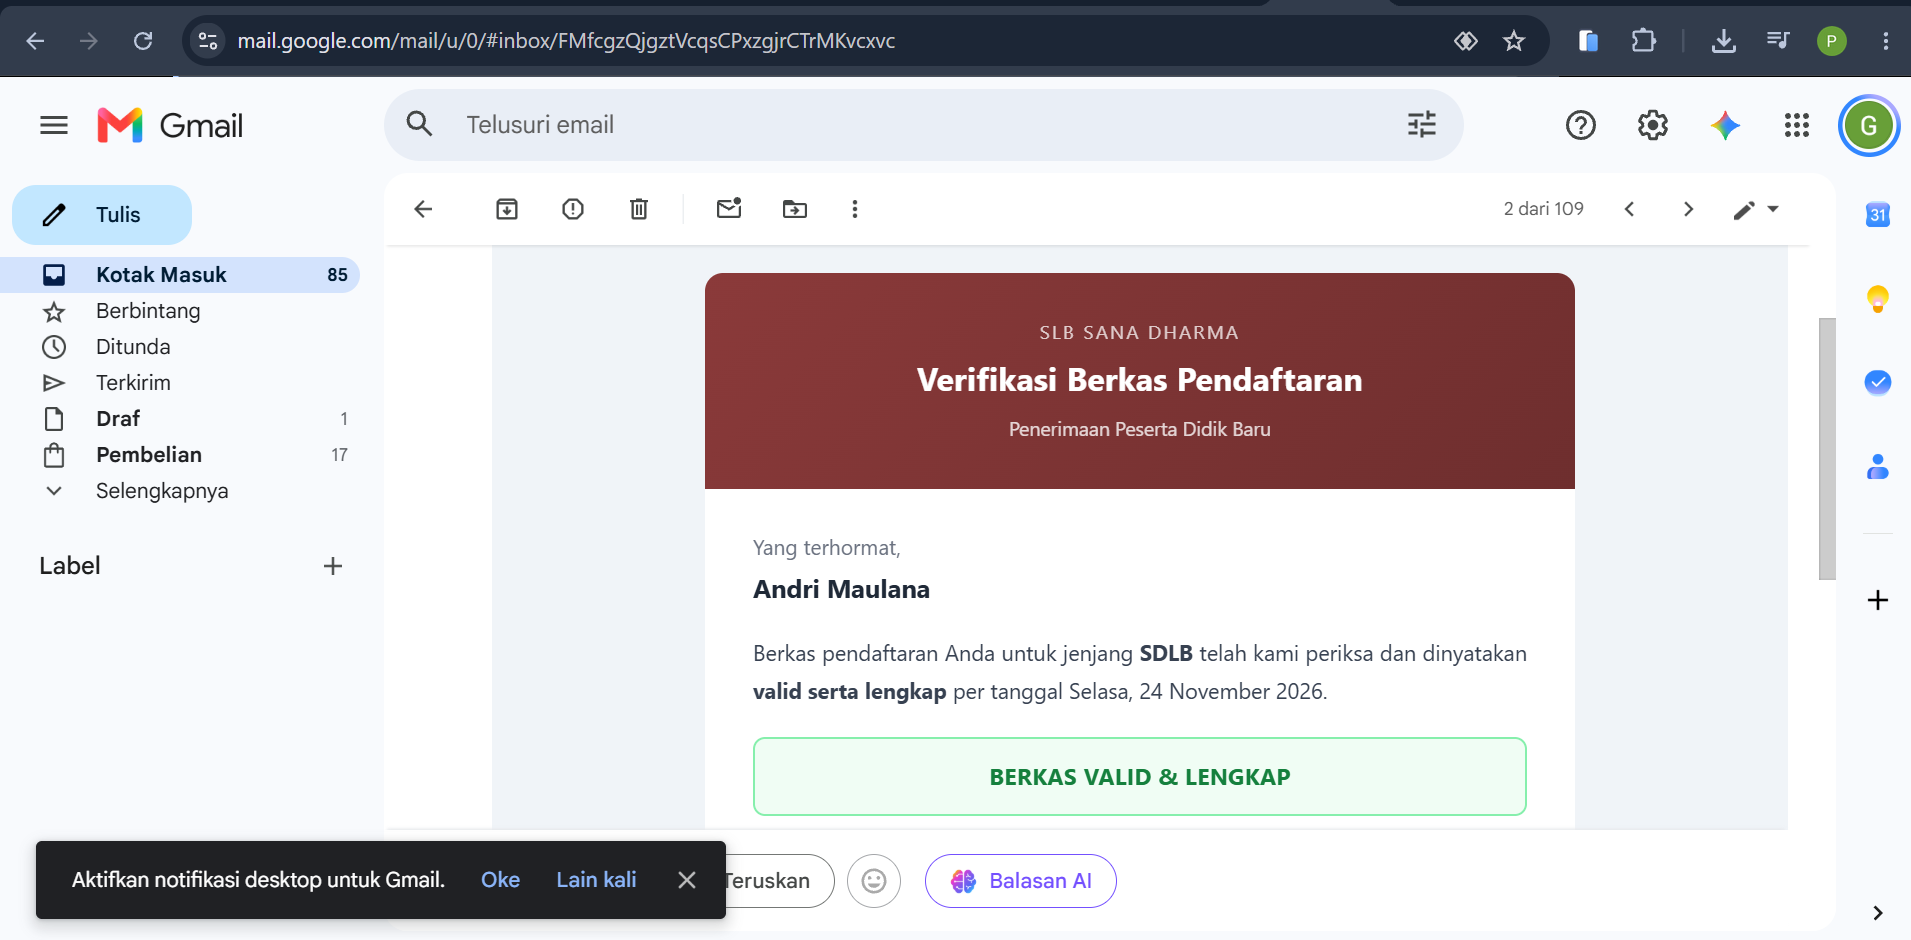 mail.google.com/mail/u/0/#inbox/FMfcgzQjgztVcqsCPxzgjrCTrMKvcxvc
P
Gmail
Telusuri email
G
Tulis
2 dari 109
31
Kotak Masuk 85
Berbintang
Ditunda
Terkirim
Draf 1
Pembelian 17
Selengkapnya
Label
SLB SANA DHARMA
Verifikasi Berkas Pendaftaran
Penerimaan Peserta Didik Baru
Yang terhormat,
Andri Maulana
Berkas pendaftaran Anda untuk jenjang SDLB telah kami periksa dan dinyatakan
valid serta lengkap per tanggal Selasa, 24 November 2026.
BERKAS VALID & LENGKAP
Aktifkan notifikasi desktop untuk Gmail. Oke Lain kali
Teruskan
Balasan AI